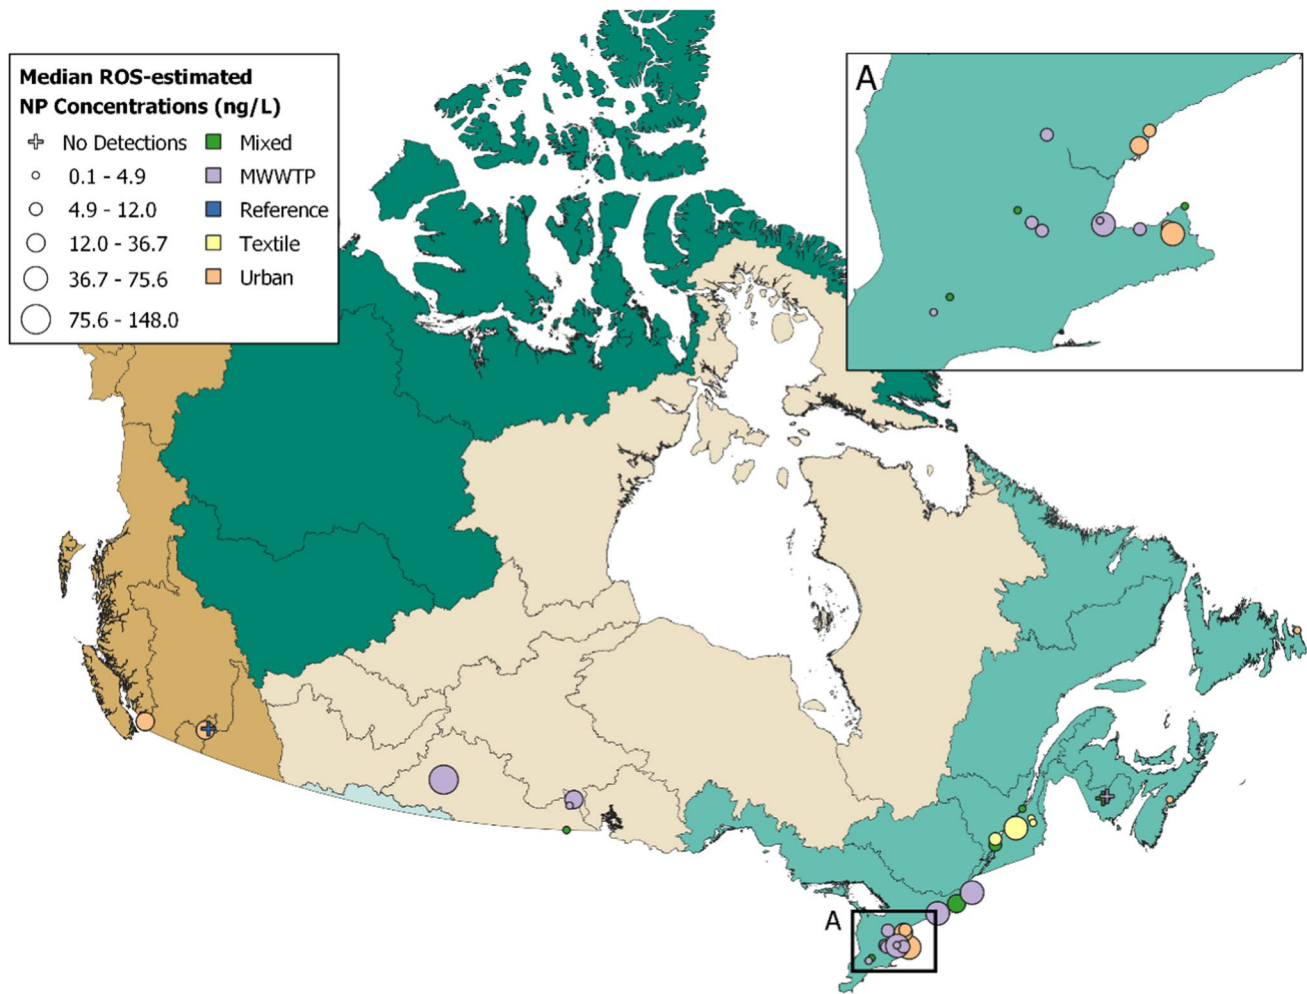 Median ROS-estimated
NP Concentrations (ng/L)
No Detections
0.1 - 4.9
4.9 - 12.0
12.0 - 36.7
36.7 - 75.6
75.6 - 148.0
Mixed
MWWTP
Reference
Textile
Urban
A
A